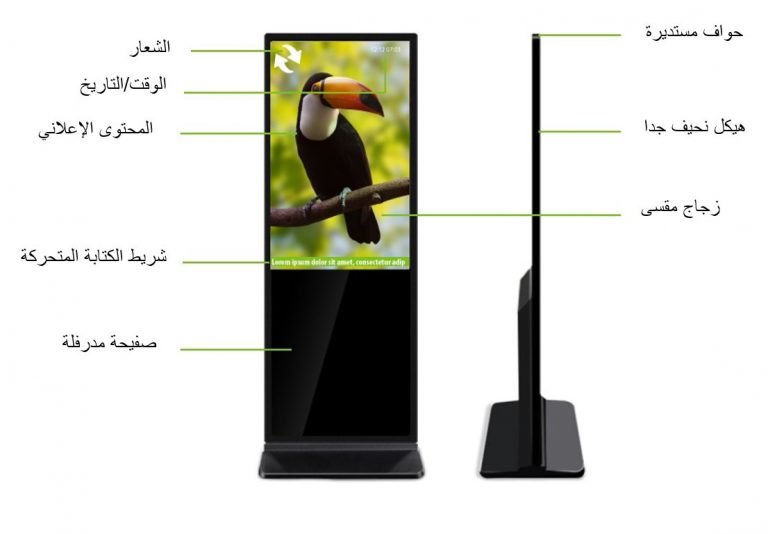 الشعار
الوقت/التاريخ
المحتوى الإعلاني
شريط الكتابة المتحركة
صفيحة مدرفلة
12:12 07:03
Lorem ipsum dolor sit amet, consectetur adip
حواف مستديرة
هيكل نحيف جدا
زجاج مقسى